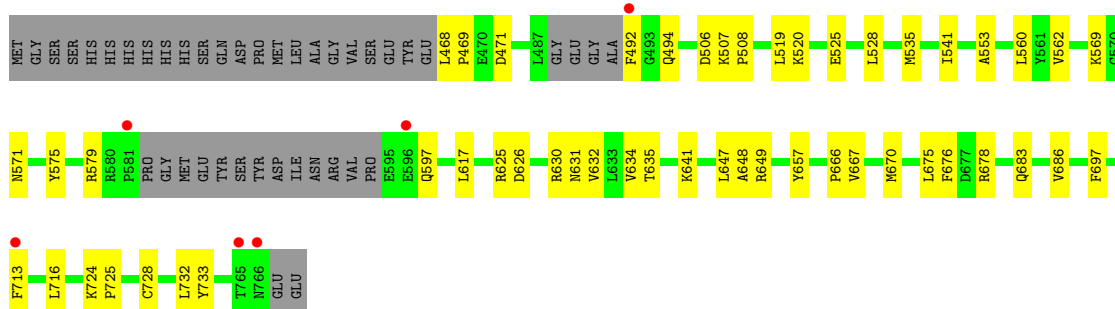 MET GLY SER SER HIS HIS HIS HIS HIS HIS SER GLN ASP PRO MET LEU ALA GLY VAL SER GLU TYR GLU L468 P469 E470 D471 L487 GLY GLU GLY ALA F492 G493 Q494 D506 K507 P508 L519 K520 E525 L528 M535 I541 A553 L560 Y561 V562 K569 G570
N571 Y575 R579 R580 P581 PRO GLY MET GLU TYR SER TYR ASP ILE ASN ARG VAL PRO E595 E596 Q597 L617 R625 D626 R630 N631 V632 L633 V634 T635 K641 L647 A648 R649 Y657 P666 V667 M670 L675 F676 D677 R678 Q683 V686 F697
F713 L716 K724 P725 C728 L732 Y733 T765 N766 GLU GLU